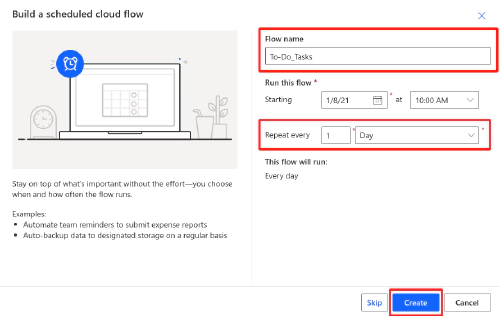 Build a scheduled cloud flow
Stay on top of what's important without the effort—you choose
when and how often the flow runs.
Examples:
• Automate team reminders to submit expense reports
• Auto-backup data to designated storage on a regular basis
Flow name
To-Do_Tasks
Run this flow *
Starting 1/8/21 * at 10:00 AM
Repeat every 1 * Day *
This flow will run:
Every day
Skip Create Cancel